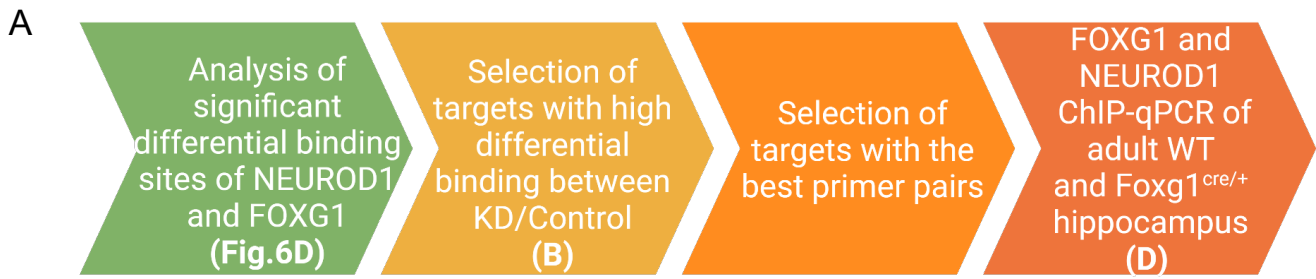 A
Analysis of
significant
differential binding
sites of NEUROD1
and FOXG1
(Fig.6D)
Selection of
targets with high
differential
binding between
KD/Control
(B)
Selection of
targets with the
best primer pairs
FOXG1 and
NEUROD1
ChIP-qPCR of
adult WT
and Foxg1cre/+
hippocampus
(D)